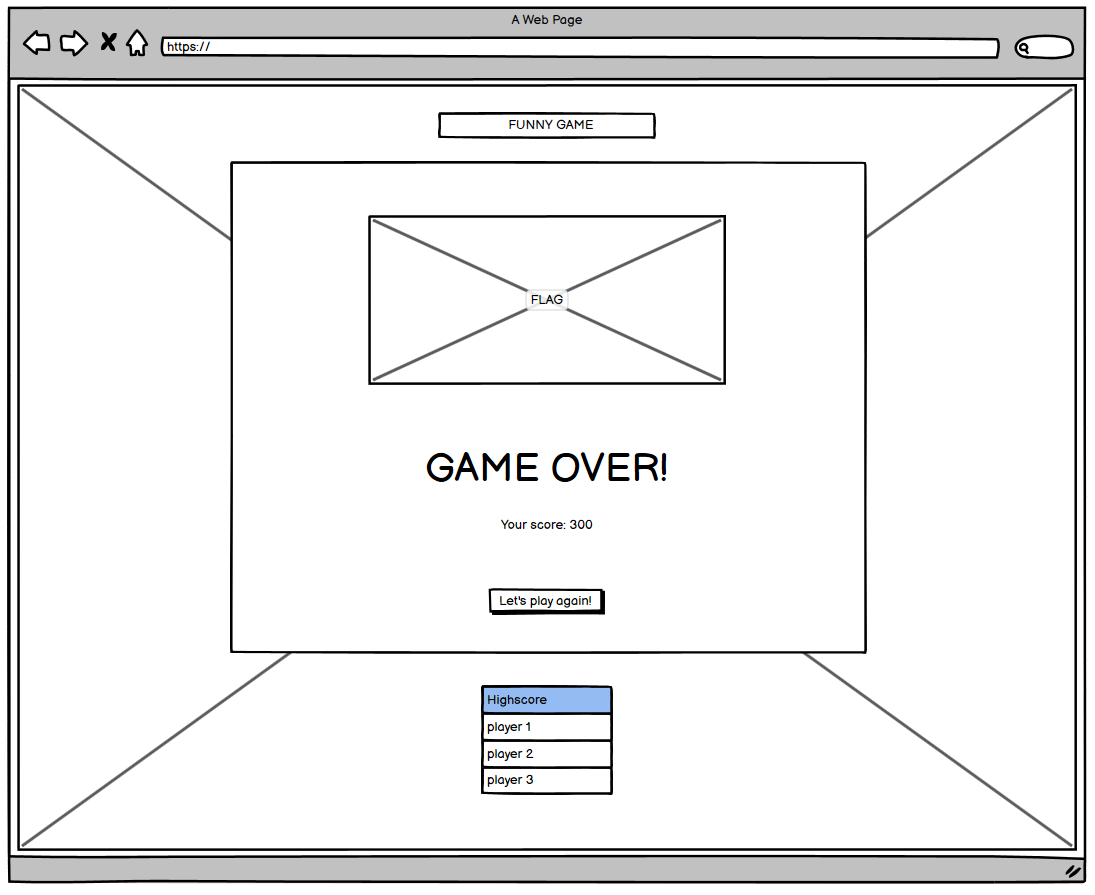 A Web Page
https://
FUNNY GAME
FLAG
GAME OVER!
Your score: 300
Let's play again!
Highscore
player 1
player 2
player 3